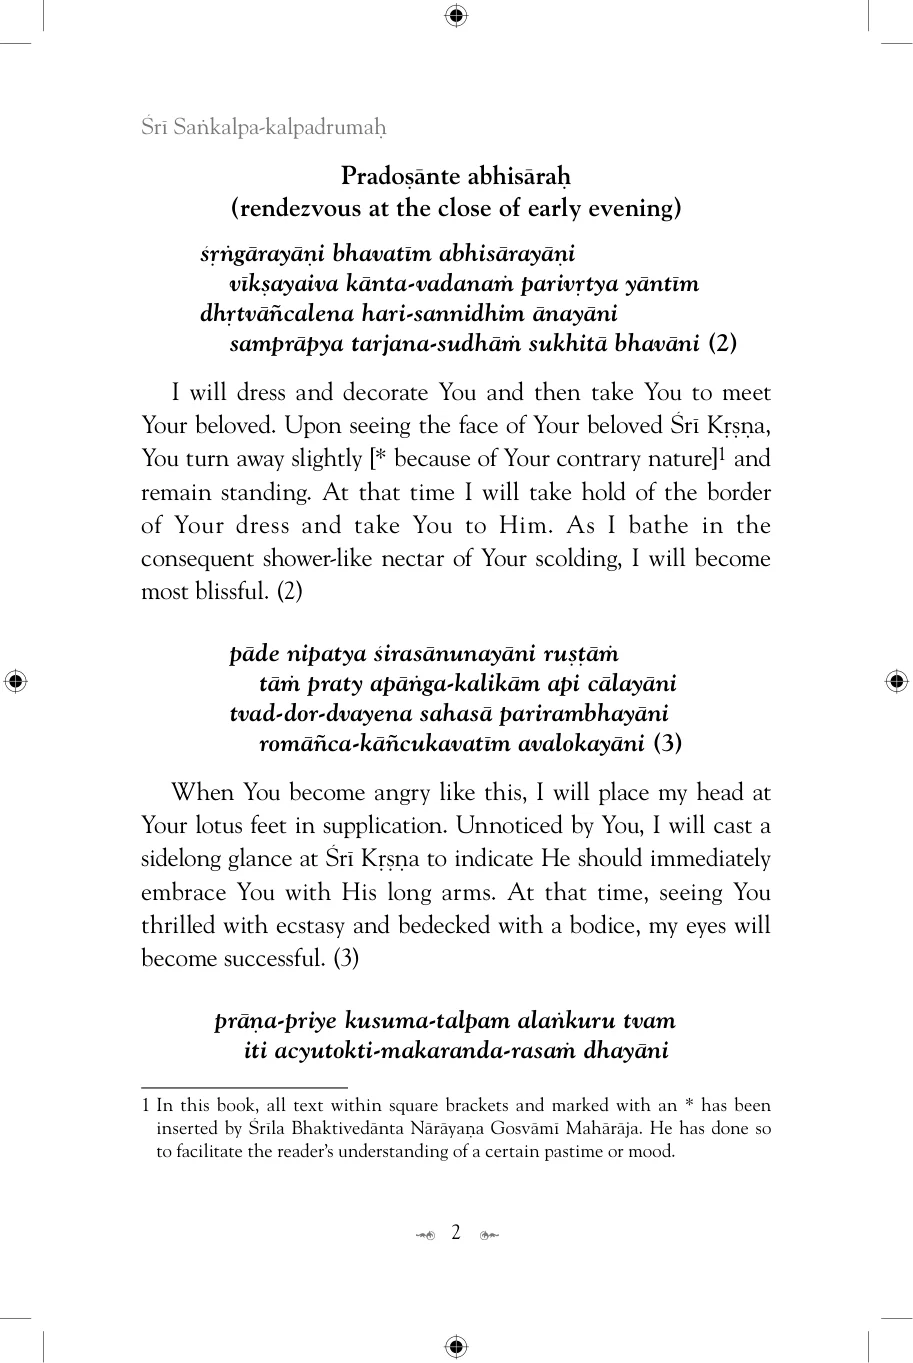 Śrī Saṅkalpa-kalpadrumaḥ
Pradoṣānte abhisāraḥ
(rendezvous at the close of early evening)
śṛṅgārayāṇi bhavatīm abhisārayāṇi
vīkṣayaiva kānta-vadanaṁ parivṛtya yāntīm
dhṛtvāñcalena hari-sannidhim ānayāni
samprāpya tarjana-sudhāṁ sukhitā bhavāni (2)
I will dress and decorate You and then take You to meet
Your beloved. Upon seeing the face of Your beloved Śrī Kṛṣṇa,
You turn away slightly [* because of Your contrary nature]1 and
remain standing. At that time I will take hold of the border
of Your dress and take You to Him. As I bathe in the
consequent shower-like nectar of Your scolding, I will become
most blissful. (2)
pāde nipatya śirasānunayāni ruṣṭāṁ
tāṁ praty apāṅga-kalikām api cālayāni
tvad-dor-dvayena sahasā parirambhayāni
romāñca-kāñcukavatīm avalokayāni (3)
When You become angry like this, I will place my head at
Your lotus feet in supplication. Unnoticed by You, I will cast a
sidelong glance at Śrī Kṛṣṇa to indicate He should immediately
embrace You with His long arms. At that time, seeing You
thrilled with ecstasy and bedecked with a bodice, my eyes will
become successful. (3)
prāṇa-priye kusuma-talpam alaṅkuru tvam
iti acyutokti-makaranda-rasaṁ dhayāni
1 In this book, all text within square brackets and marked with an * has been
inserted by Śrīla Bhaktivedānta Nārāyaṇa Gosvāmī Mahārāja. He has done so
to facilitate the reader's understanding of a certain pastime or mood.
2